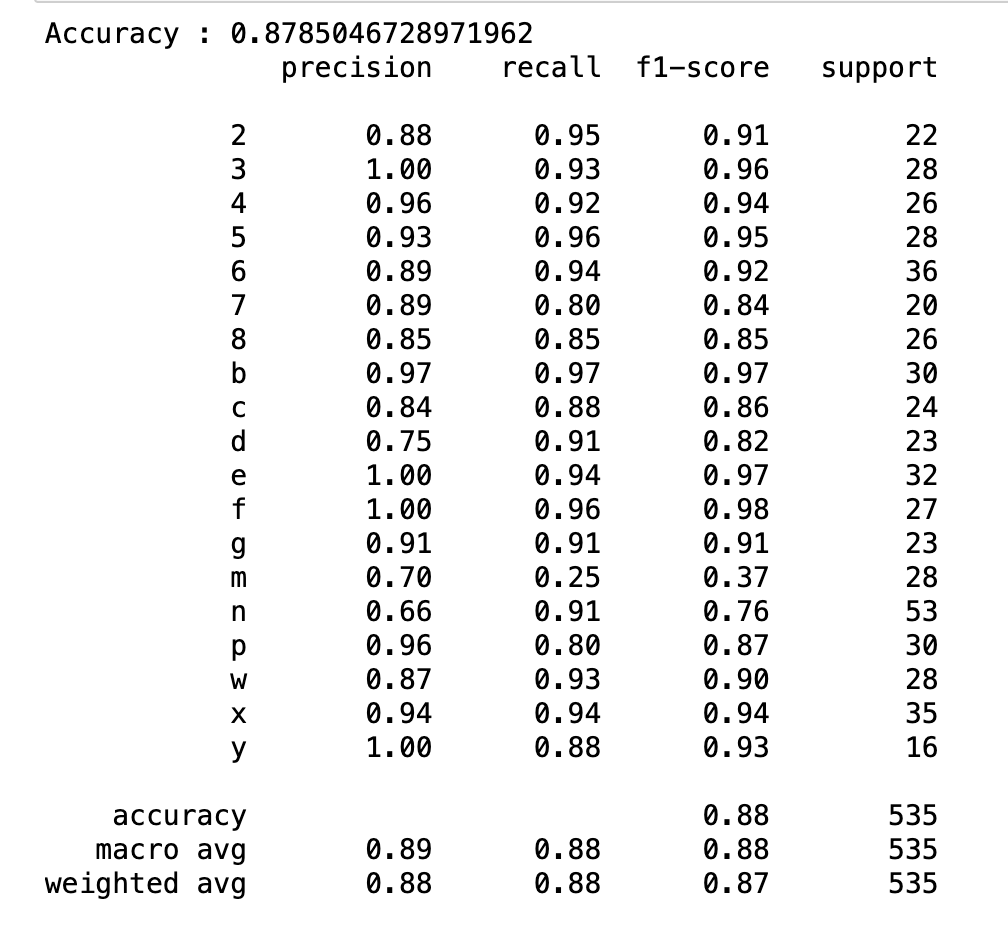 Accuracy : 0.8785046728971962
precision recall f1-score support
2 0.88 0.95 0.91 22
3 1.00 0.93 0.96 28
4 0.96 0.92 0.94 26
5 0.93 0.96 0.95 28
6 0.89 0.94 0.92 36
7 0.89 0.80 0.84 20
8 0.85 0.85 0.85 26
b 0.97 0.97 0.97 30
c 0.84 0.88 0.86 24
d 0.75 0.91 0.82 23
e 1.00 0.94 0.97 32
f 1.00 0.96 0.98 27
g 0.91 0.91 0.91 23
m 0.70 0.25 0.37 28
n 0.66 0.91 0.76 53
p 0.96 0.80 0.87 30
w 0.87 0.93 0.90 28
x 0.94 0.94 0.94 35
y 1.00 0.88 0.93 16
accuracy 0.88 535
macro avg 0.89 0.88 0.88 535
weighted avg 0.88 0.88 0.87 535